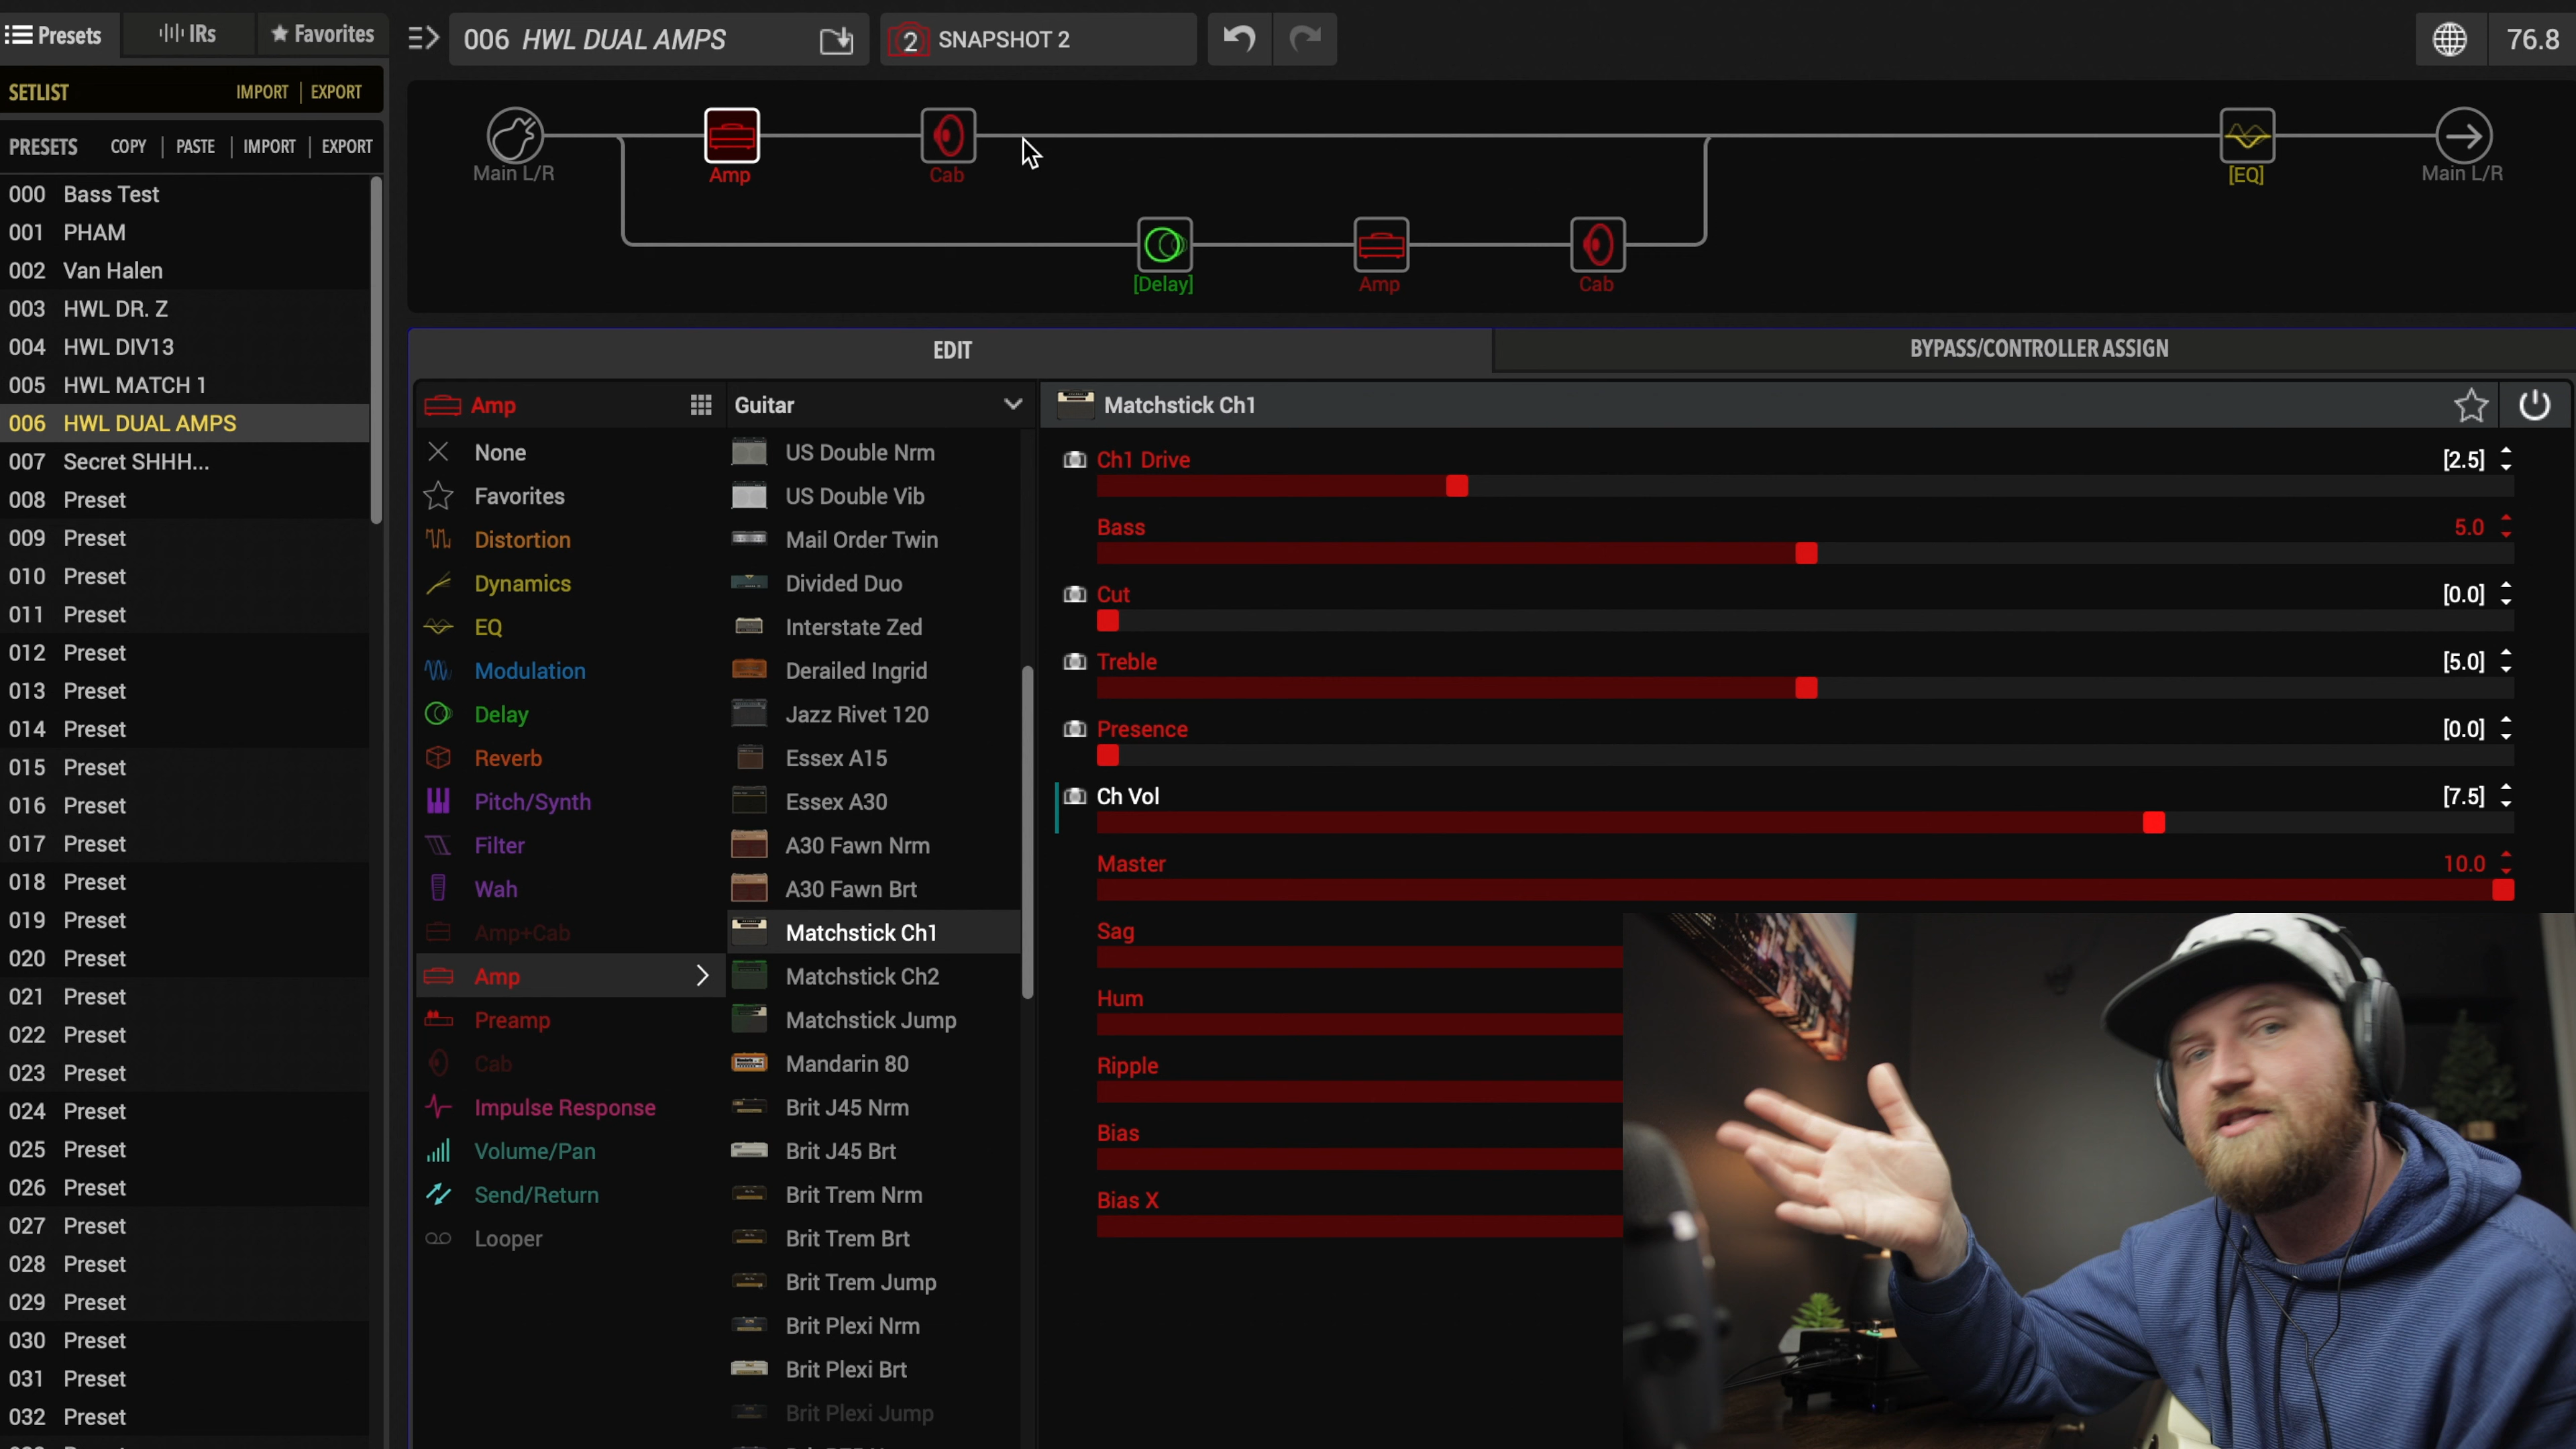 Presets
IRs
Favorites
006 HWL DUAL AMPS
2 SNAPSHOT 2
76.8
SETLIST IMPORT | EXPORT
PRESETS COPY | PASTE | IMPORT | EXPORT
000 Bass Test
001 PHAM
002 Van Halen
003 HWL DR. Z
004 HWL DIV13
005 HWL MATCH 1
006 HWL DUAL AMPS
007 Secret SHHH...
008 Preset
009 Preset
010 Preset
011 Preset
012 Preset
013 Preset
014 Preset
015 Preset
016 Preset
017 Preset
018 Preset
019 Preset
020 Preset
021 Preset
022 Preset
023 Preset
024 Preset
025 Preset
026 Preset
027 Preset
028 Preset
029 Preset
030 Preset
031 Preset
032 Preset
Main L/R
Amp
Cab
[EQ]
Main L/R
[Delay]
Amp
Cab
EDIT
BYPASS/CONTROLLER ASSIGN
Amp
None
Favorites
Distortion
Dynamics
EQ
Modulation
Delay
Reverb
Pitch/Synth
Filter
Wah
Amp+Cab
Amp
Preamp
Cab
Impulse Response
Volume/Pan
Send/Return
Looper
Guitar
US Double Nrm
US Double Vib
Mail Order Twin
Divided Duo
Interstate Zed
Derailed Ingrid
Jazz Rivet 120
Essex A15
Essex A30
A30 Fawn Nrm
A30 Fawn Brt
Matchstick Ch1
Matchstick Ch2
Matchstick Jump
Mandarin 80
Brit J45 Nrm
Brit J45 Brt
Brit Trem Nrm
Brit Trem Brt
Brit Trem Jump
Brit Plexi Nrm
Brit Plexi Brt
Brit Plexi Jump
Matchstick Ch1
Ch1 Drive [2.5]
Bass 5.0
Cut [0.0]
Treble [5.0]
Presence [0.0]
Ch Vol [7.5]
Master 10.0
Sag
Hum
Ripple
Bias
Bias X